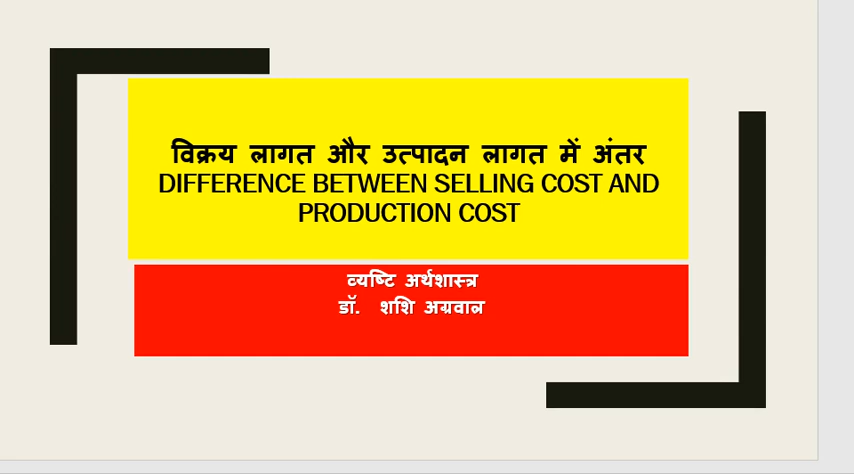 विक्रय लागत और उत्पादन लागत में अंतर
DIFFERENCE BETWEEN SELLING COST AND
PRODUCTION COST
व्यष्टि अर्थशास्त्र
डॉ. शशि अग्रवाल